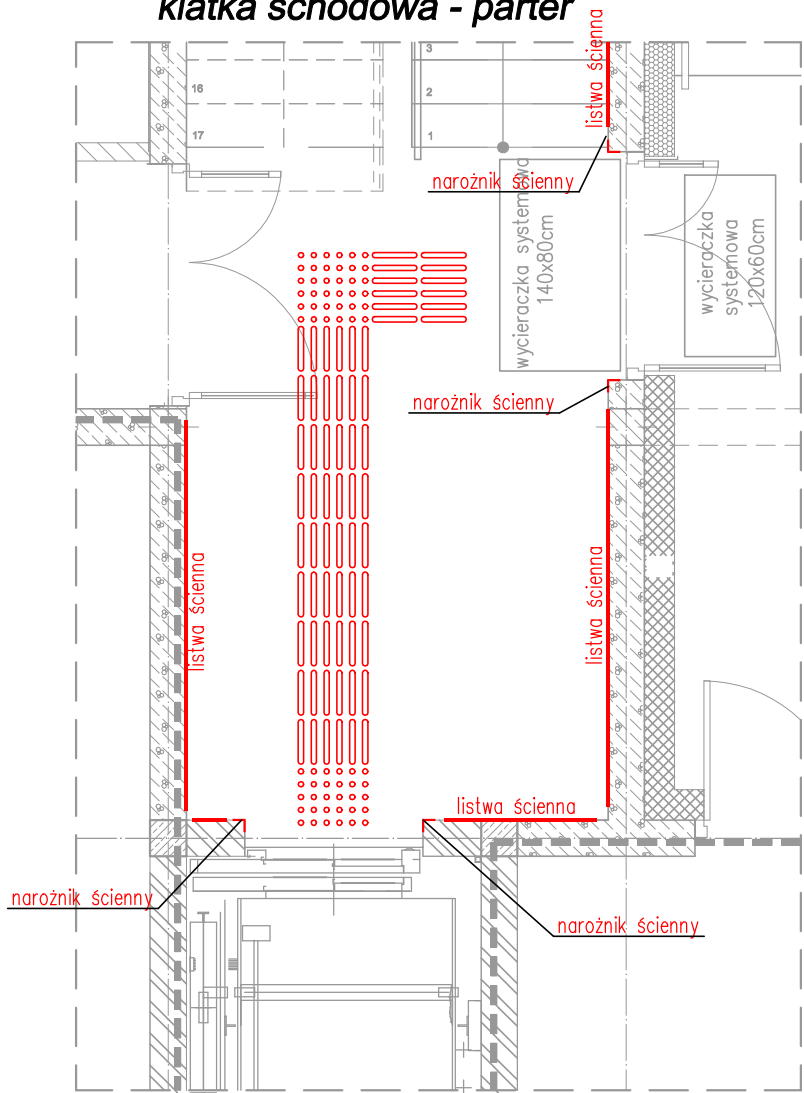 klatka schodowa - parter
listwa ścienna
3
16
2
17
1
narożnik ścienny
wycieraczka systemowa
140x80cm
wycieraczka
systemowa
120x60cm
narożnik ścienny
listwa ścienna
listwa ścienna
listwa ścienna
narożnik ścienny
narożnik ścienny